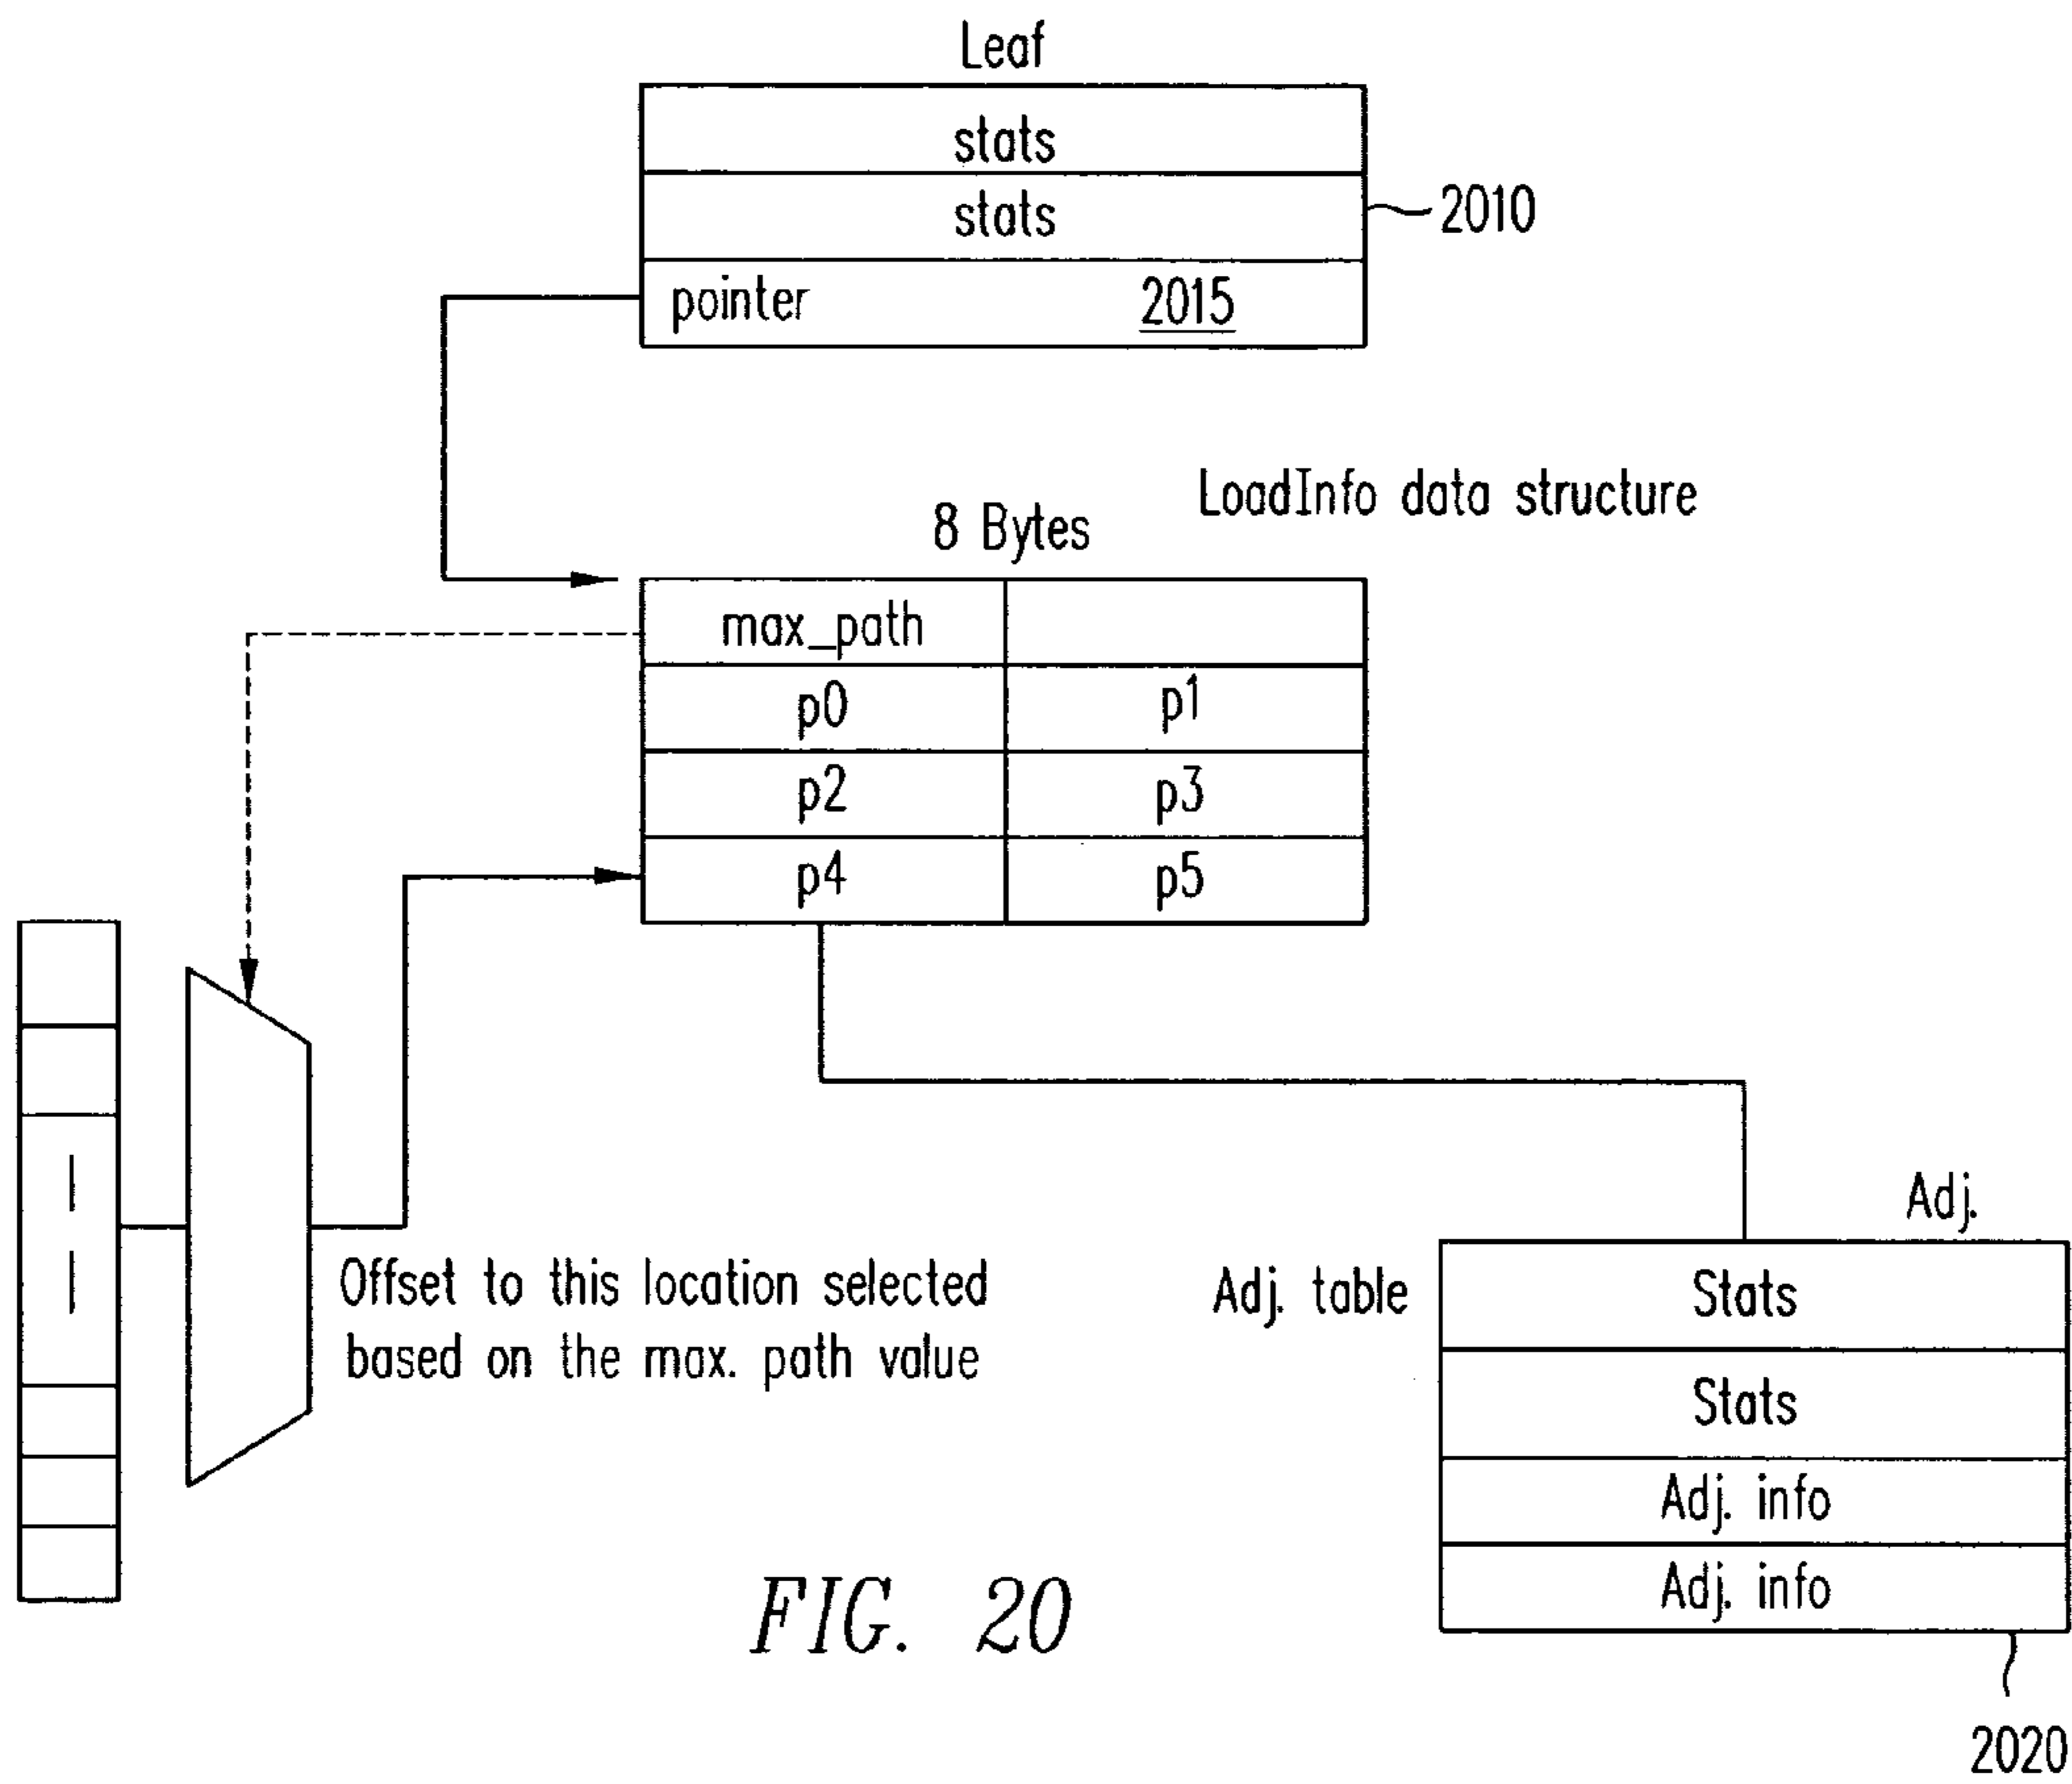 Leaf
stats
stats
2010
pointer 2015
LoadInfo data structure
8 Bytes
max_path
p0 p1
p2 p3
p4 p5
Offset to this location selected
based on the max. path value
Adj.
Adj. table
Stats
Stats
Adj. info
Adj. info
FIG. 20
2020